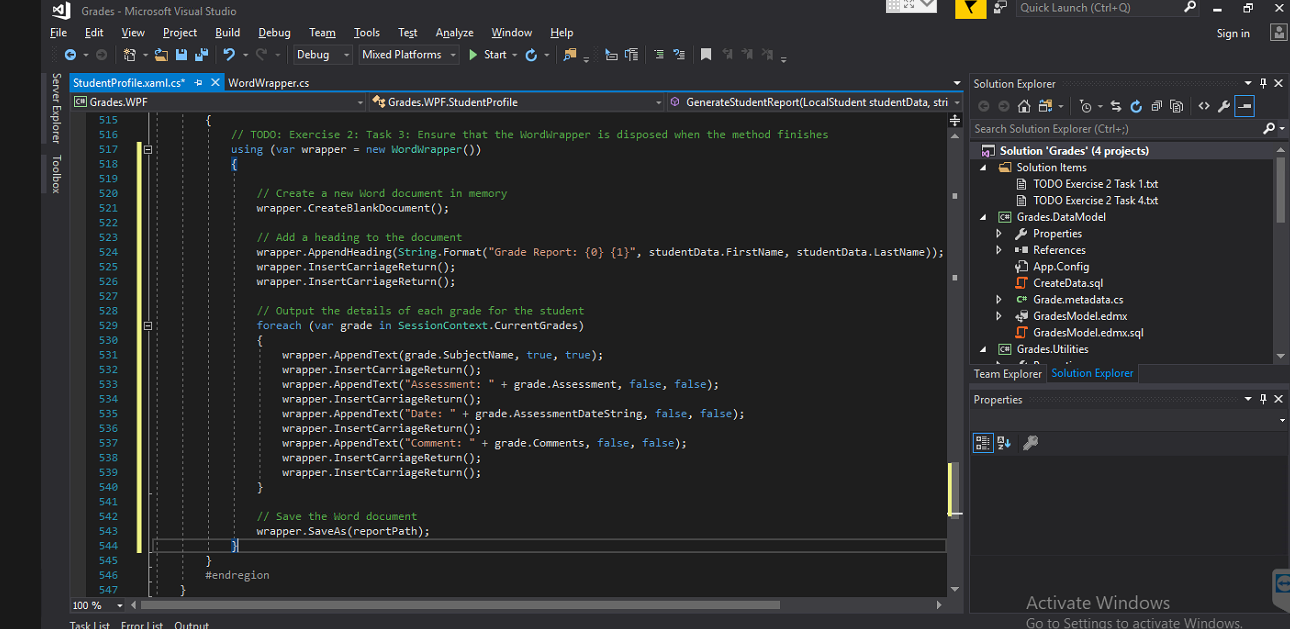 Grades - Microsoft Visual Studio
Quick Launch (Ctrl+Q)
File Edit View Project Build Debug Team Tools Test Analyze Window Help
Sign in
Debug Mixed Platforms Start
Server Explorer
Toolbox
StudentProfile.xaml.cs* WordWrapper.cs
Grades.WPF Grades.WPF.StudentProfile GenerateStudentReport(LocalStudent studentData, stri
515 {
516 // TODO: Exercise 2: Task 3: Ensure that the WordWrapper is disposed when the method finishes
517 using (var wrapper = new WordWrapper())
518 {
519
520 // Create a new Word document in memory
521 wrapper.CreateBlankDocument();
522
523 // Add a heading to the document
524 wrapper.AppendHeading(String.Format("Grade Report: {0} {1}", studentData.FirstName, studentData.LastName));
525 wrapper.InsertCarriageReturn();
526 wrapper.InsertCarriageReturn();
527
528 // Output the details of each grade for the student
529 foreach (var grade in SessionContext.CurrentGrades)
530 {
531 wrapper.AppendText(grade.SubjectName, true, true);
532 wrapper.InsertCarriageReturn();
533 wrapper.AppendText("Assessment: " + grade.Assessment, false, false);
534 wrapper.InsertCarriageReturn();
535 wrapper.AppendText("Date: " + grade.AssessmentDateString, false, false);
536 wrapper.InsertCarriageReturn();
537 wrapper.AppendText("Comment: " + grade.Comments, false, false);
538 wrapper.InsertCarriageReturn();
539 wrapper.InsertCarriageReturn();
540 }
541
542 // Save the Word document
543 wrapper.SaveAs(reportPath);
544 }
545 }
546 #endregion
547 }
100 %
Task List Error List Output
Solution Explorer
Search Solution Explorer (Ctrl+;)
Solution 'Grades' (4 projects)
Solution Items
TODO Exercise 2 Task 1.txt
TODO Exercise 2 Task 4.txt
C# Grades.DataModel
Properties
References
App.Config
CreateData.sql
C# Grade.metadata.cs
GradesModel.edmx
GradesModel.edmx.sql
C# Grades.Utilities
Team Explorer Solution Explorer
Properties
Activate Windows
Go to Settings to activate Windows.